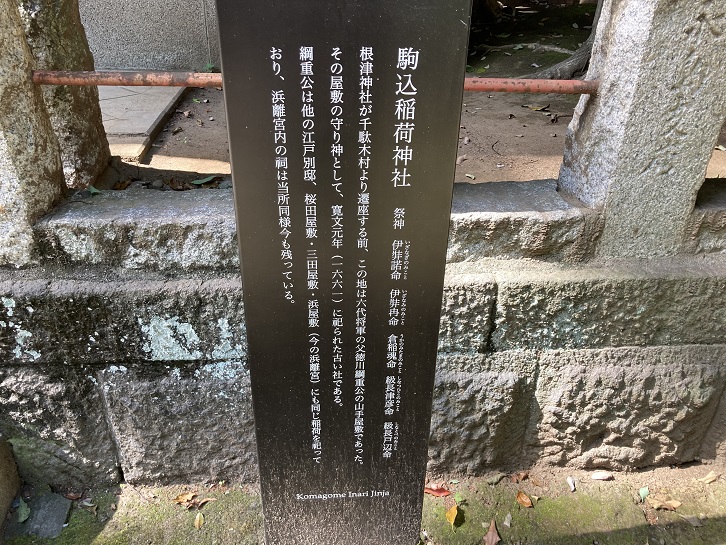 駒込稲荷神社 祭神 伊弉諾命 伊弉冉命 倉稲魂命 級長津彦命 級長戸辺命
根津神社が千駄木村より遷座する前、この地は六代将軍の父徳川綱重公の山手屋敷であった。
その屋敷の守り神として、寛文元年(一六六一)に祀られた古い社である。
綱重公は他の江戸別邸、桜田屋敷・三田屋敷・浜屋敷(今の浜離宮)にも同じ稲荷を祀って
おり、浜離宮内の祠は当所同様今も残っている。
Komagome Inari Jinja